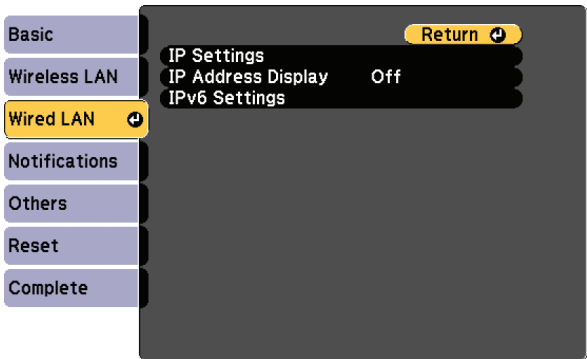 Basic
Wireless LAN
Wired LAN
Notifications
Others
Reset
Complete
Return
IP Settings
IP Address Display Off
IPv6 Settings